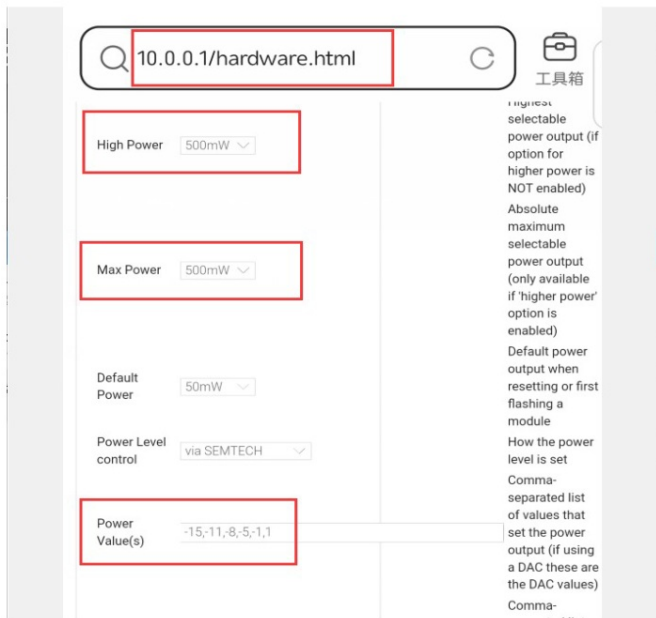 10.0.0.1/hardware.html
工具箱
Highest
selectable
power output (if
option for
higher power is
NOT enabled)
High Power 500mW
Absolute
maximum
selectable
power output
(only available
if 'higher power'
option is
enabled)
Max Power 500mW
Default power
output when
resetting or first
flashing a
module
Default
Power
50mW
Power Level
control
via SEMTECH
How the power
level is set
Power
Value(s)
-15,-11,-8,-5,-1,1
Comma-
separated list
of values that
set the power
output (if using
a DAC these are
the DAC values)
Comma-